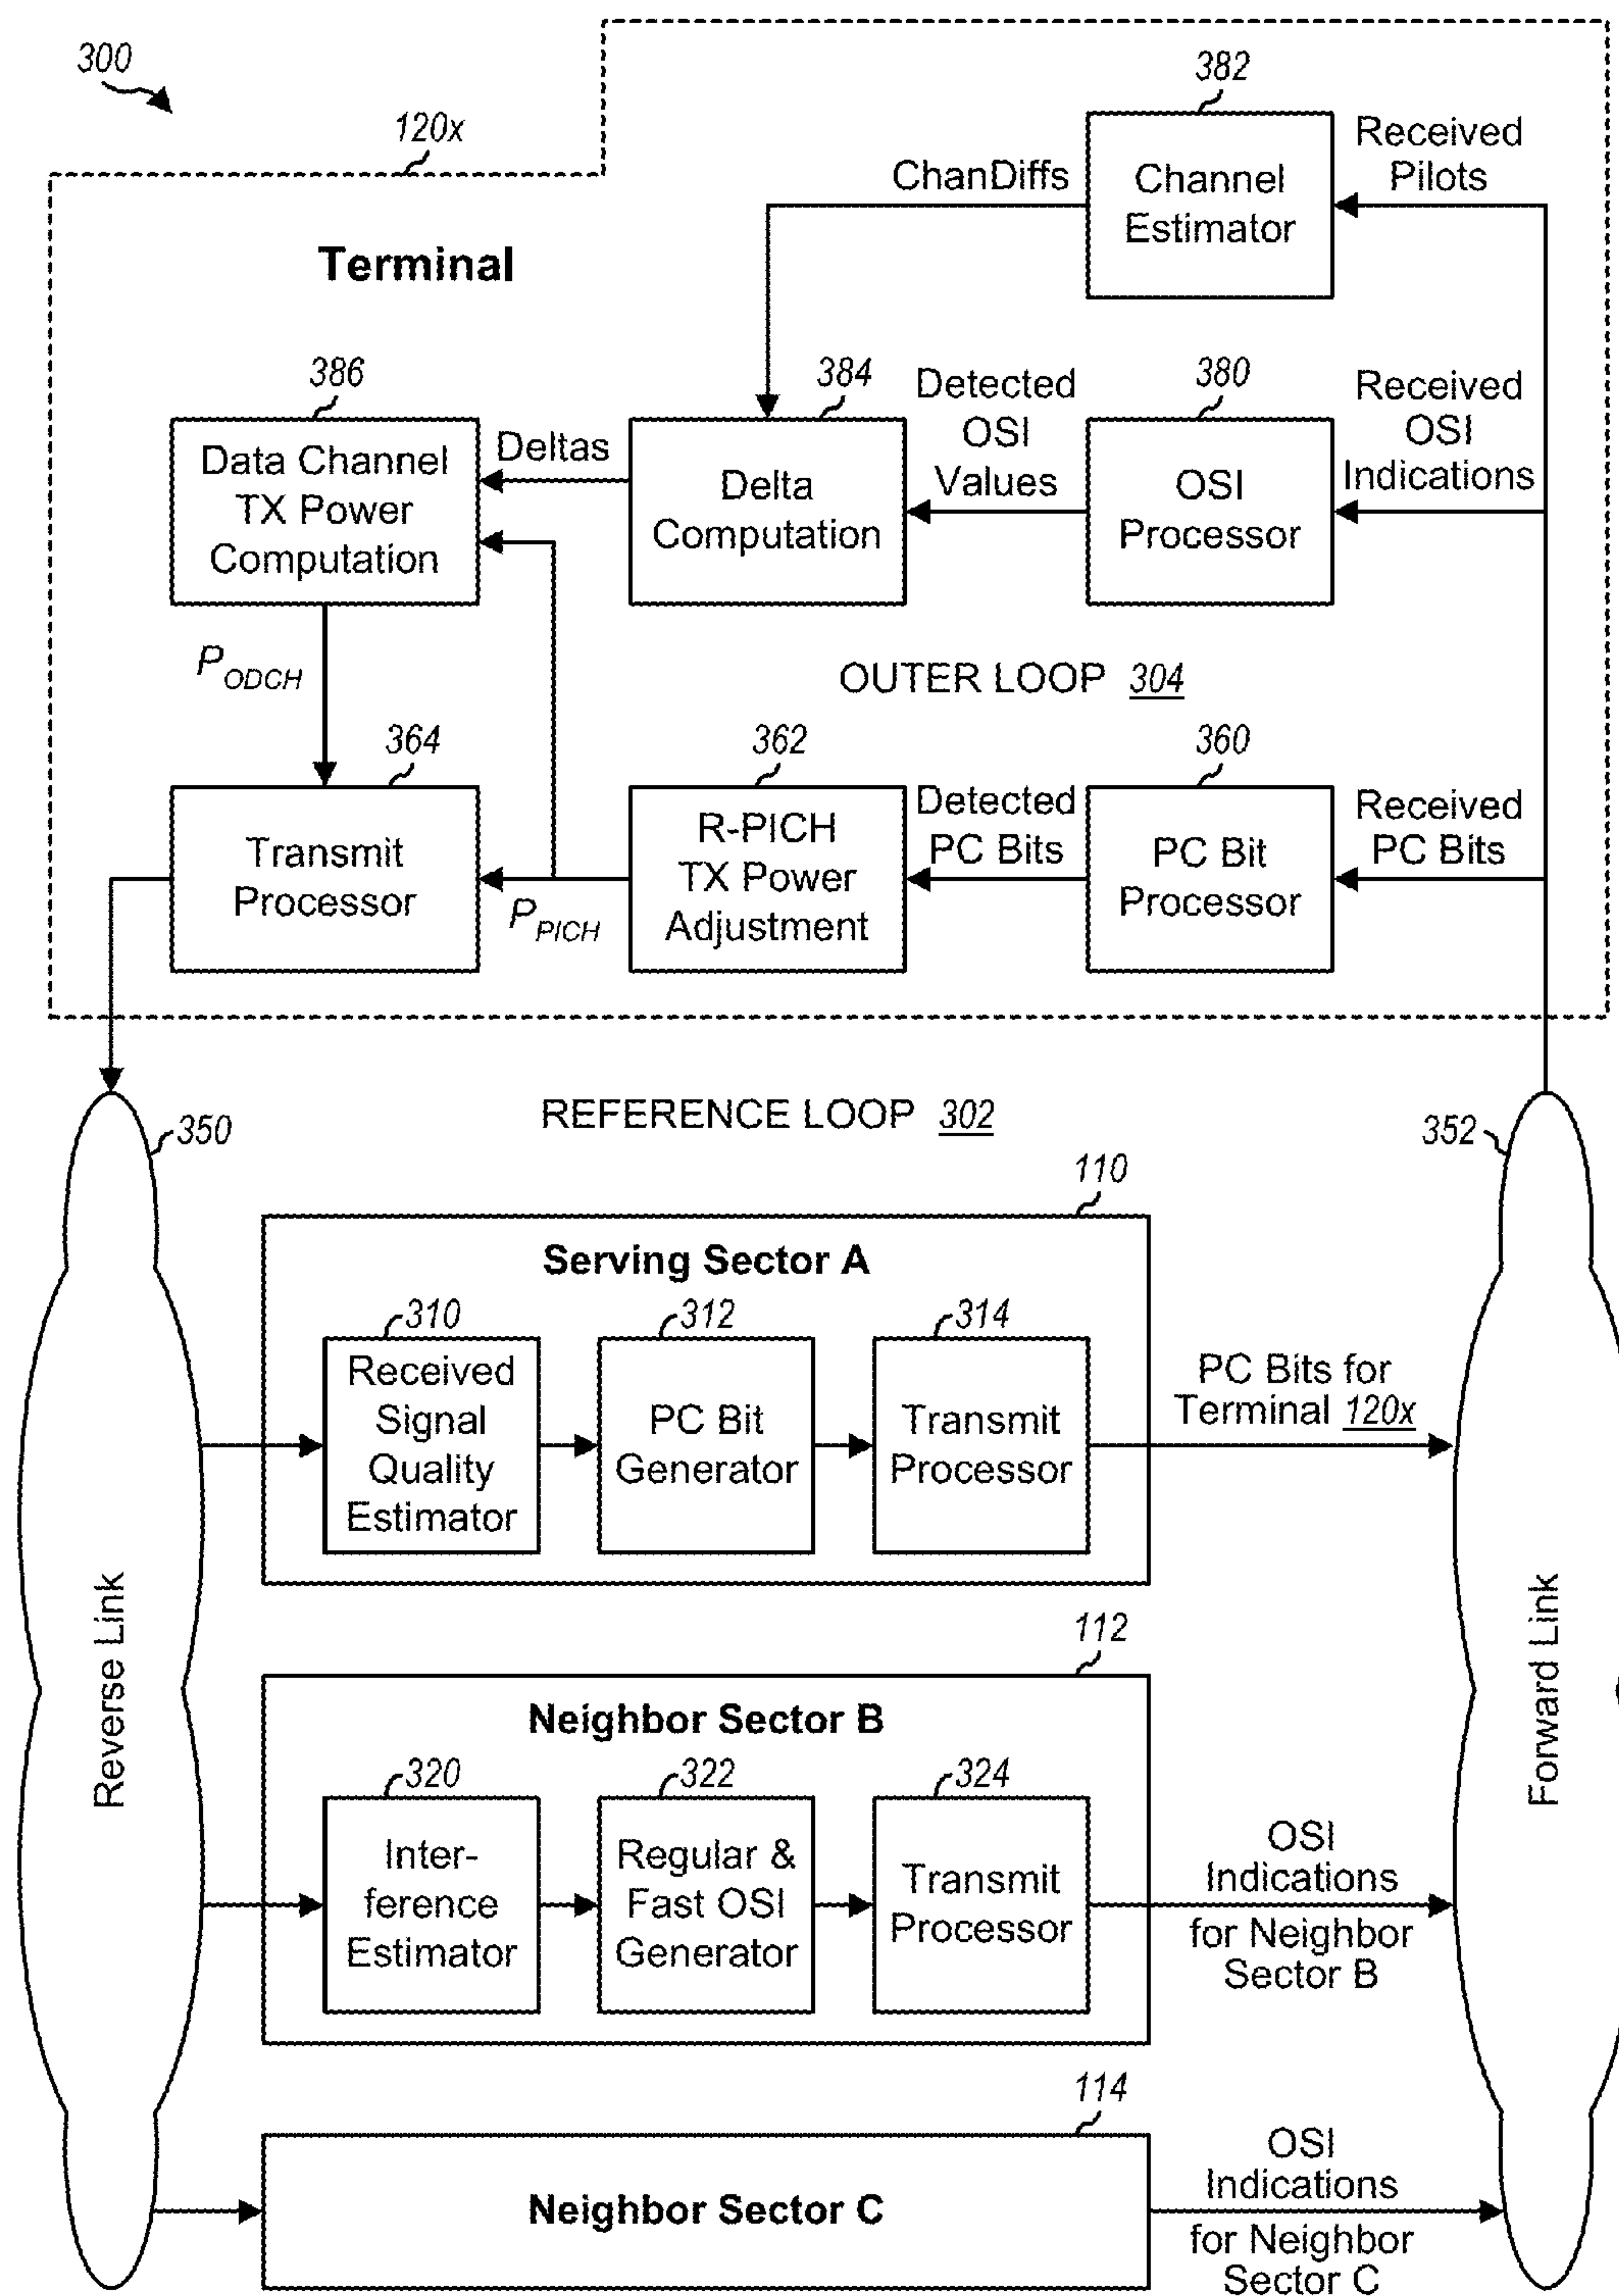 300
382
120x
ChanDiffs
Channel
Estimator
Received
Pilots
Terminal
386
Data Channel
TX Power
Computation
Deltas
384
Delta
Computation
Detected
OSI
Values
380
OSI
Processor
Received
OSI
Indications
P ODCH
OUTER LOOP 304
364
Transmit
Processor
P PICH
362
R-PICH
TX Power
Adjustment
Detected
PC Bits
360
PC Bit
Processor
Received
PC Bits
350
REFERENCE LOOP 302
352
110
Serving Sector A
310
Received
Signal
Quality
Estimator
312
PC Bit
Generator
314
Transmit
Processor
PC Bits for
Terminal 120x
Reverse Link
Forward Link
112
Neighbor Sector B
320
Inter-
ference
Estimator
322
Regular &
Fast OSI
Generator
324
Transmit
Processor
OSI
Indications
for Neighbor
Sector B
114
Neighbor Sector C
OSI
Indications
for Neighbor
Sector C